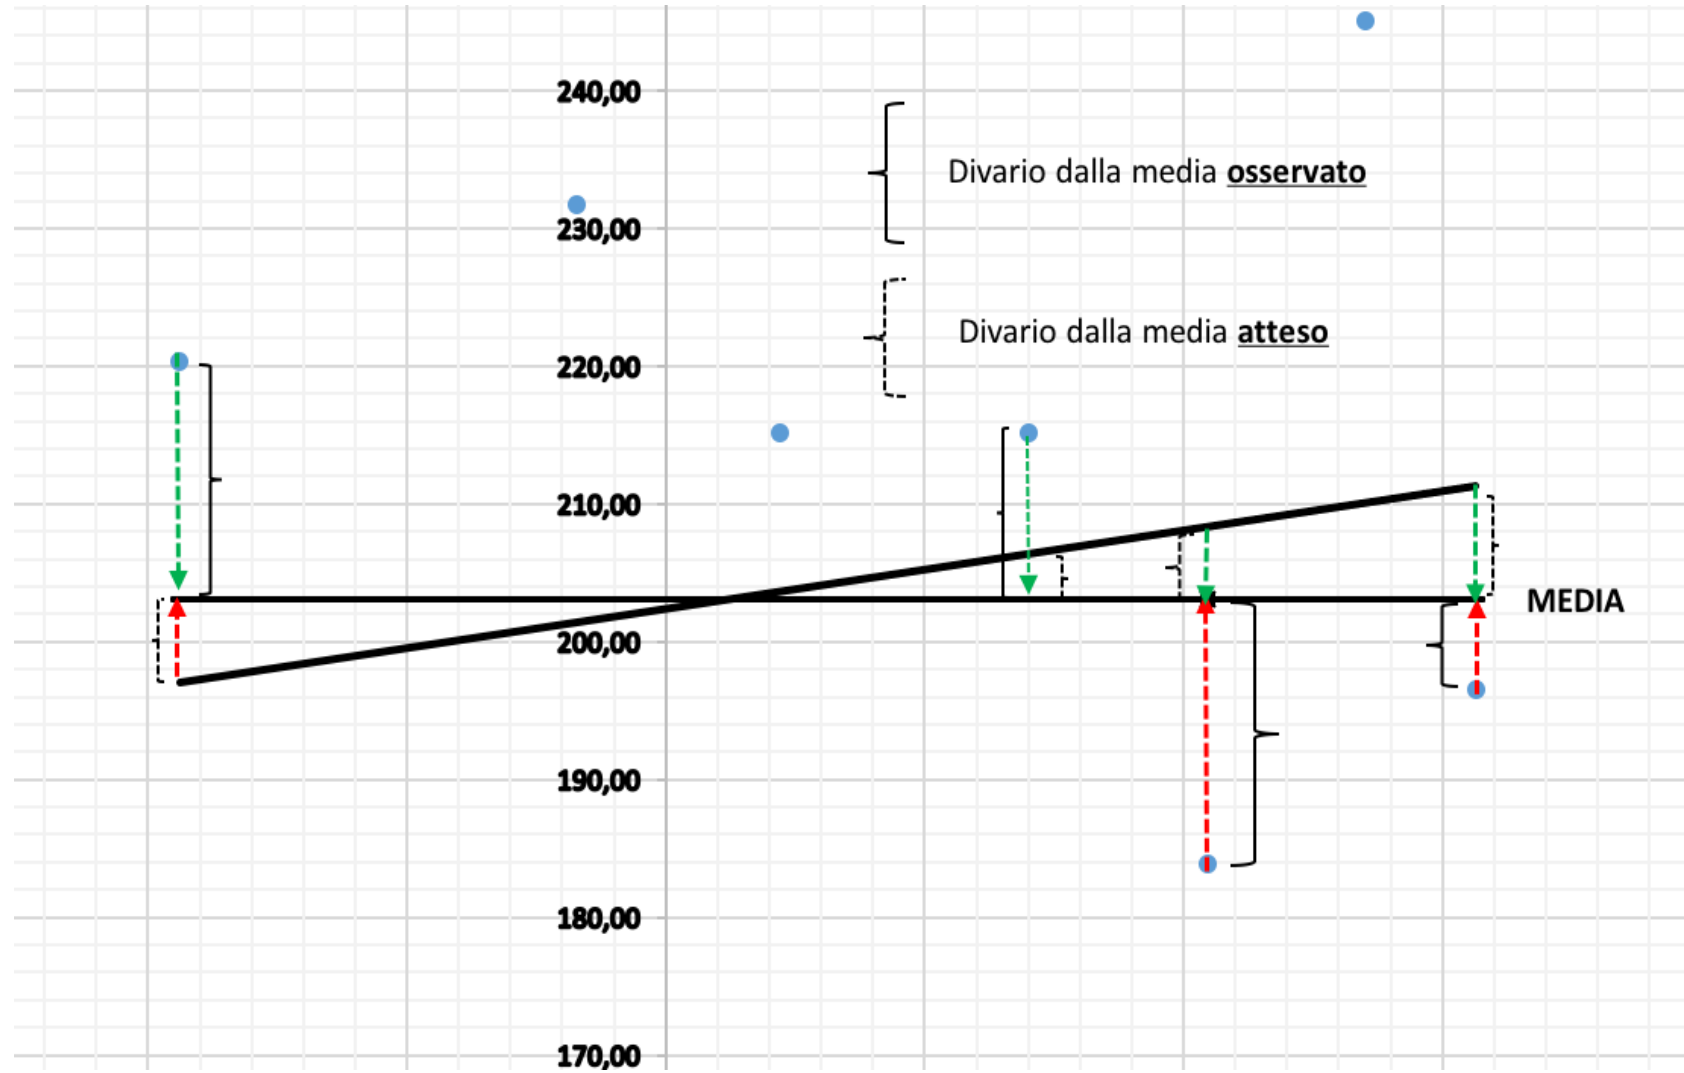 240,00
Divario dalla media osservato
230,00
Divario dalla media atteso
220,00
210,00
MEDIA
200,00
190,00
180,00
170,00